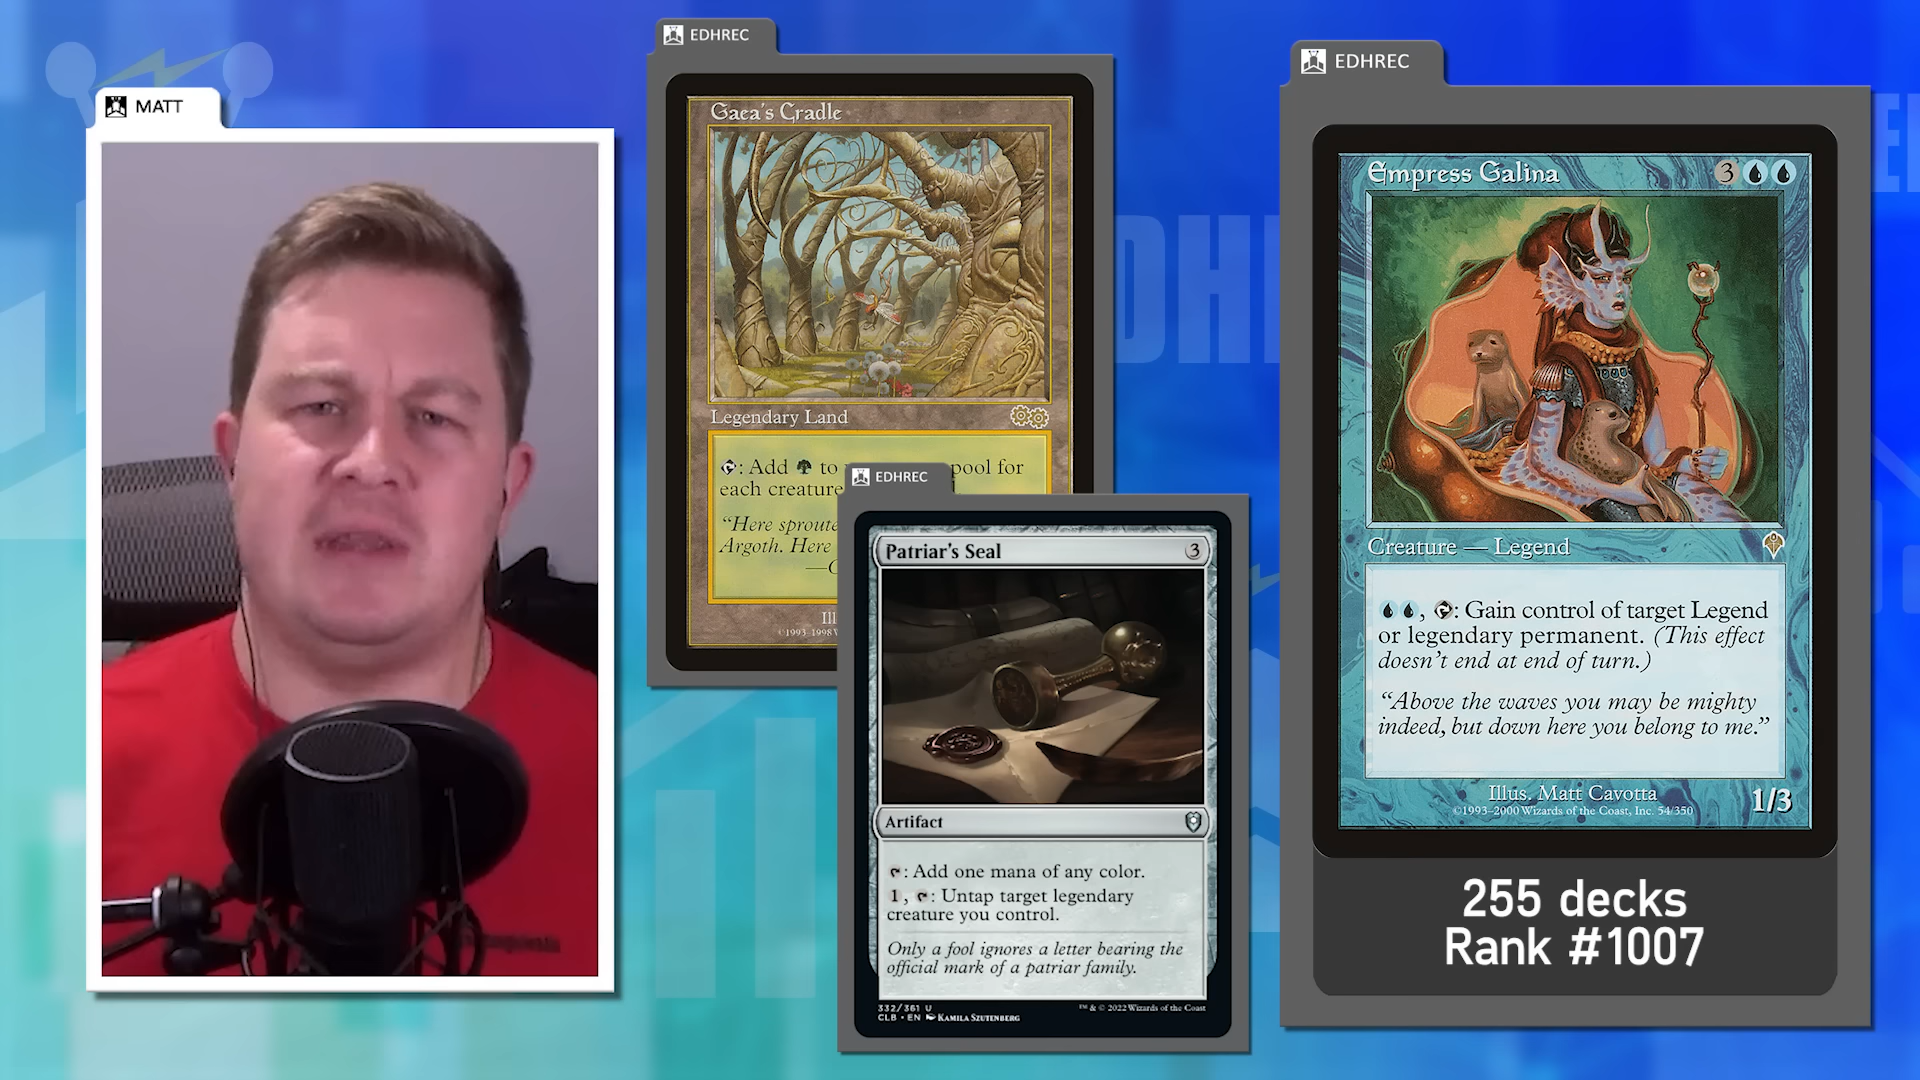 MATT
EDHREC
Gaea's Cradle
Legendary Land
: Add to pool for
each creature
“Here sproute
Argoth. Here
Ill
©1993-1998
EDHREC
Patriar's Seal
3
Artifact
: Add one mana of any color.
1, : Untap target legendary
creature you control.
Only a fool ignores a letter bearing the
official mark of a patriar family.
332/361 U
CLB • EN KAMILA SZUTENBERG
™ & © 2022 Wizards of the Coast
EDHREC
Empress Galina
3
Creature — Legend
, : Gain control of target Legend
or legendary permanent. (This effect
doesn't end at end of turn.)
“Above the waves you may be mighty
indeed, but down here you belong to me.”
Illus. Matt Cavotta
©1993-2000 Wizards of the Coast, Inc. 54/350
1/3
255 decks
Rank #1007